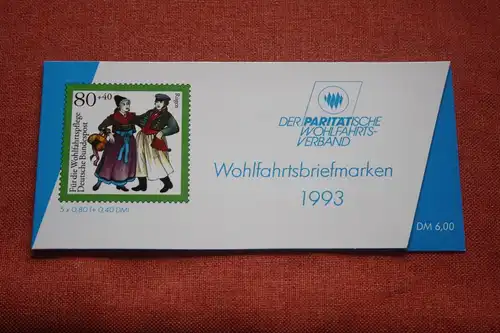 80+40
Rügen
Für die Wohlfahrtspflege
Deutsche Bundespost
5 x 0,80 (+ 0,40 DM)
DER PARITÄTISCHE
WOHLFAHRTS-
VERBAND
Wohlfahrtsbriefmarken
1993
DM 6,00